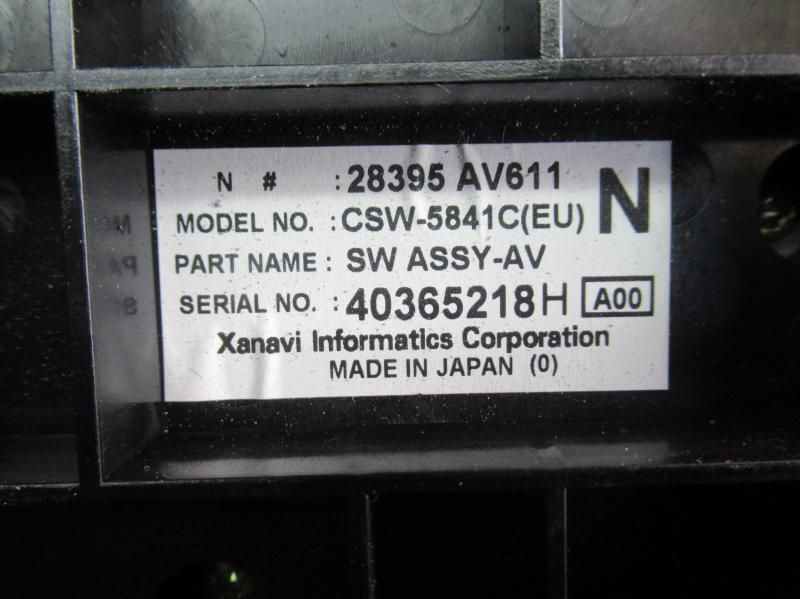 N # : 28395 AV611 N
MODEL NO. : CSW-5841C(EU)
PART NAME : SW ASSY-AV
SERIAL NO. : 40365218H A00
Xanavi Informatics Corporation
MADE IN JAPAN (0)